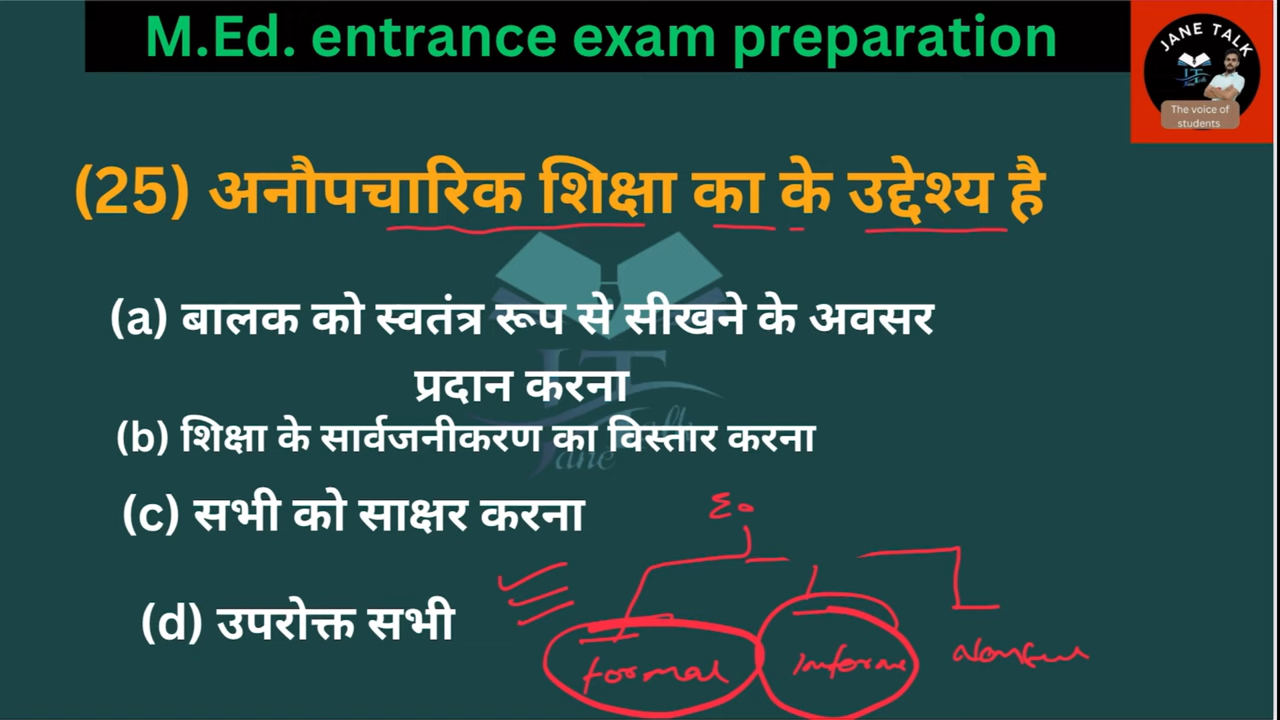 M.Ed. entrance exam preparation
JANE TALK
The voice of
students
(25) अनौपचारिक शिक्षा का के उद्देश्य है
(a) बालक को स्वतंत्र रूप से सीखने के अवसर
प्रदान करना
(b) शिक्षा के सार्वजनीकरण का विस्तार करना
(c) सभी को साक्षर करना
(d) उपरोक्त सभी
formal